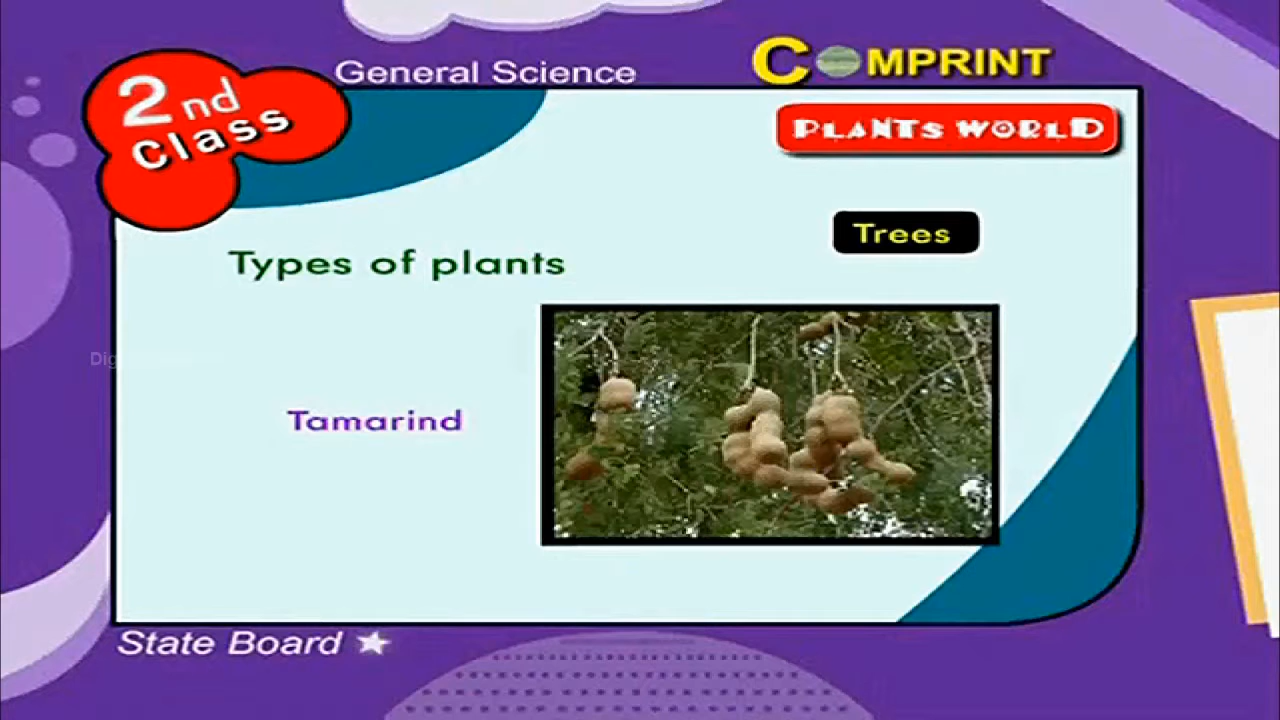 General Science
COMPRINT
2nd
Class
PLANTS WORLD
Trees
Types of plants
Tamarind
State Board